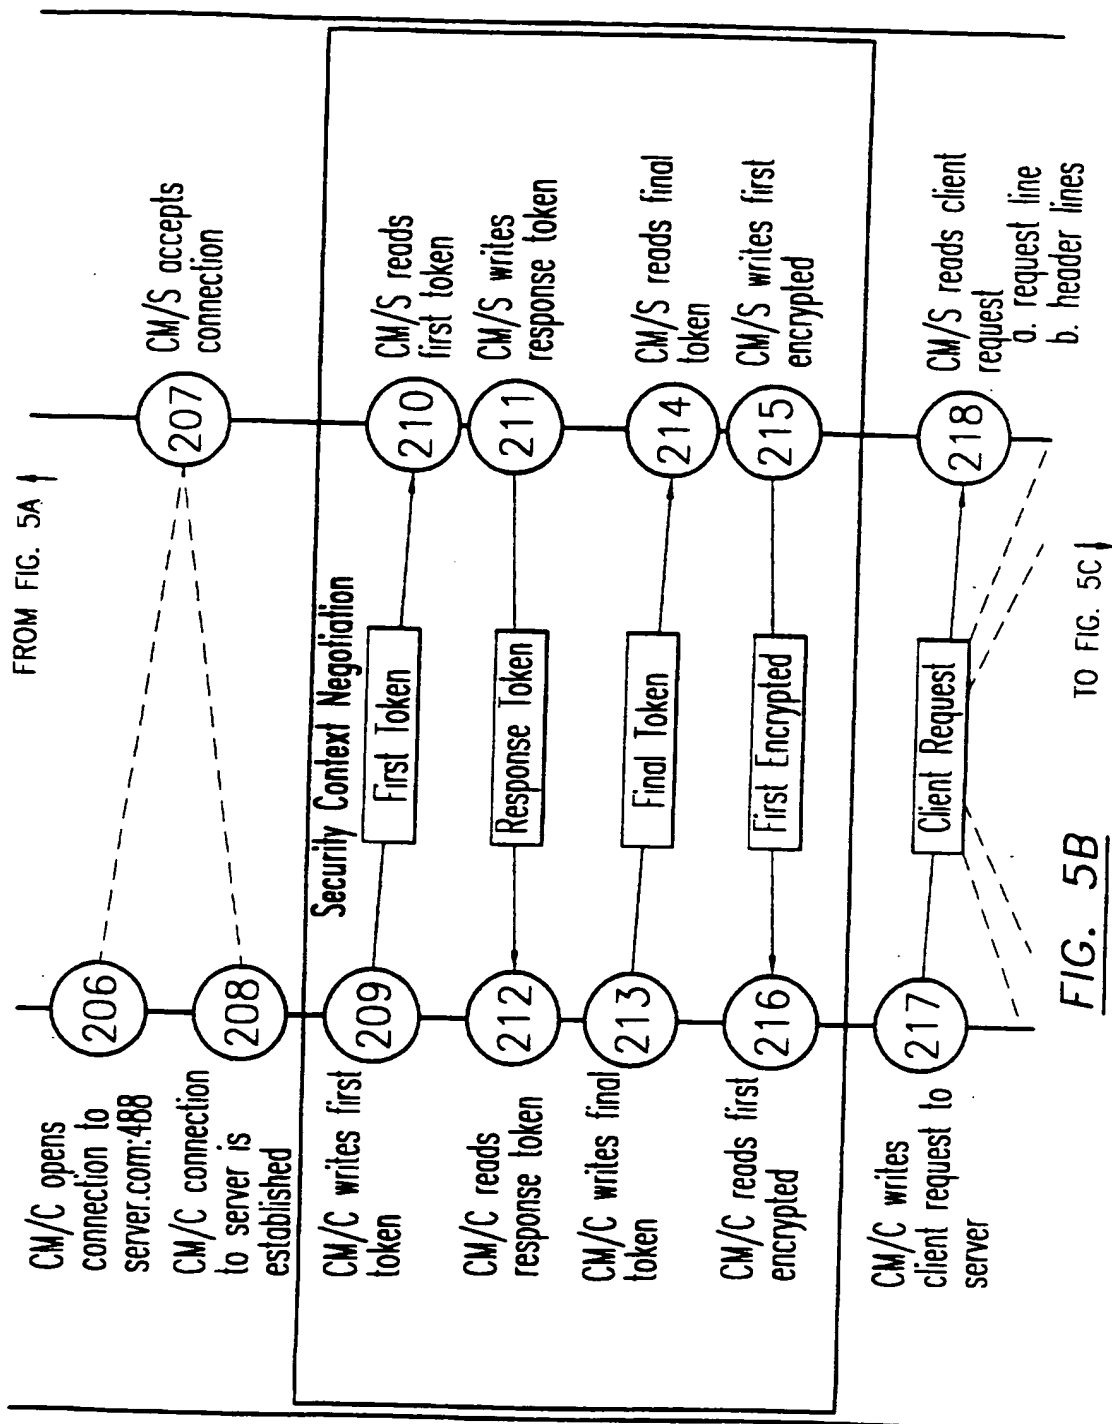 FROM FIG. 5A
206
CM/C opens
connection to
server.com:488
207
CM/S accepts
connection
208
CM/C connection
to server is
established
Security Context Negotiation
209
CM/C writes first
token
First Token
210
CM/S reads
first token
211
CM/S writes
response token
Response Token
212
CM/C reads
response token
213
CM/C writes final
token
Final Token
214
CM/S reads final
token
215
CM/S writes first
encrypted
First Encrypted
216
CM/C reads first
encrypted
217
CM/C writes
client request to
server
Client Request
218
CM/S reads client
request
a. request line
b. header lines
TO FIG. 5C
FIG. 5B